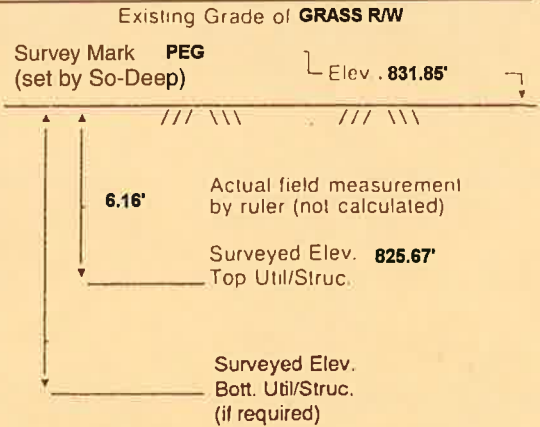 Existing Grade of GRASS R/W
Survey Mark PEG
(set by So-Deep)
Elev. 831.85'
6.16'
Actual field measurement
by ruler (not calculated)
Surveyed Elev. 825.67'
Top Util/Struc.
Surveyed Elev.
Bott. Util/Struc.
(if required)